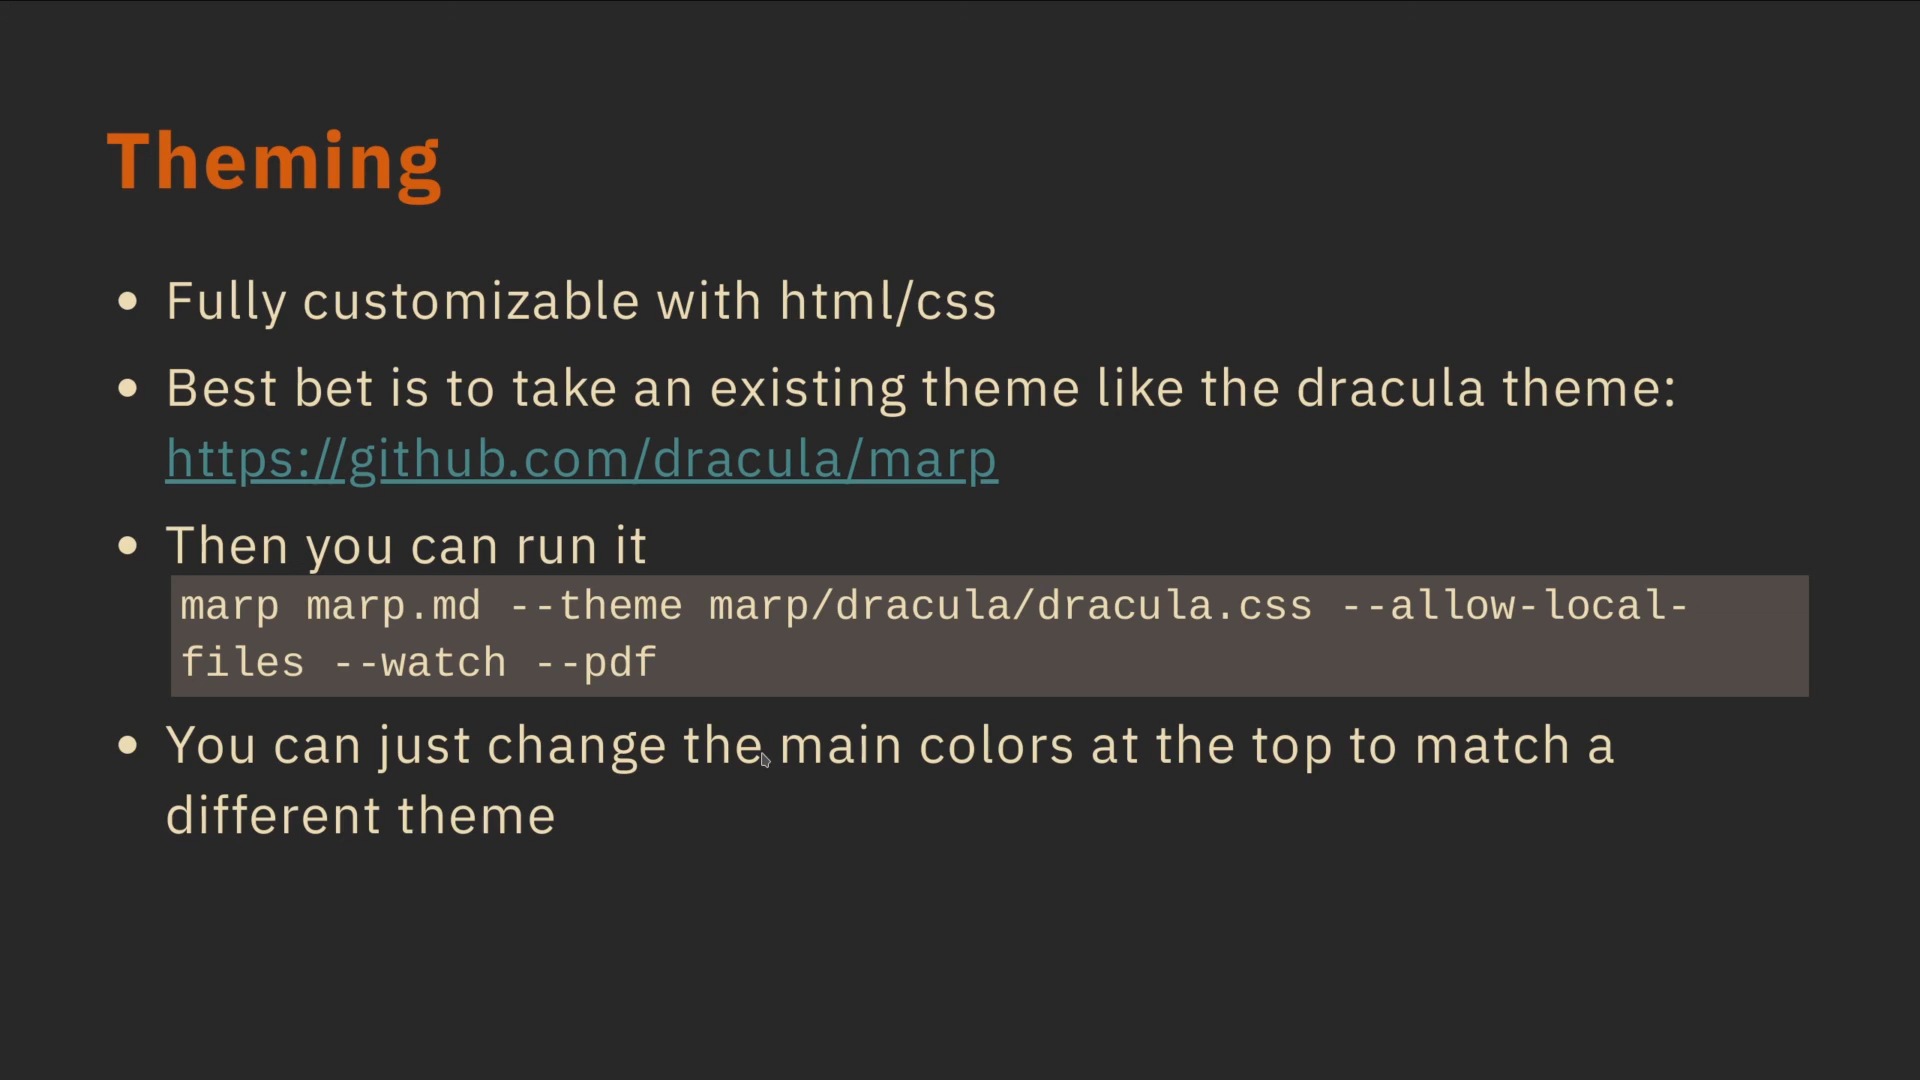 Theming
Fully customizable with html/css
Best bet is to take an existing theme like the dracula theme:
https://github.com/dracula/marp
Then you can run it
marp marp.md --theme marp/dracula/dracula.css --allow-local-
files --watch --pdf
You can just change the main colors at the top to match a
different theme